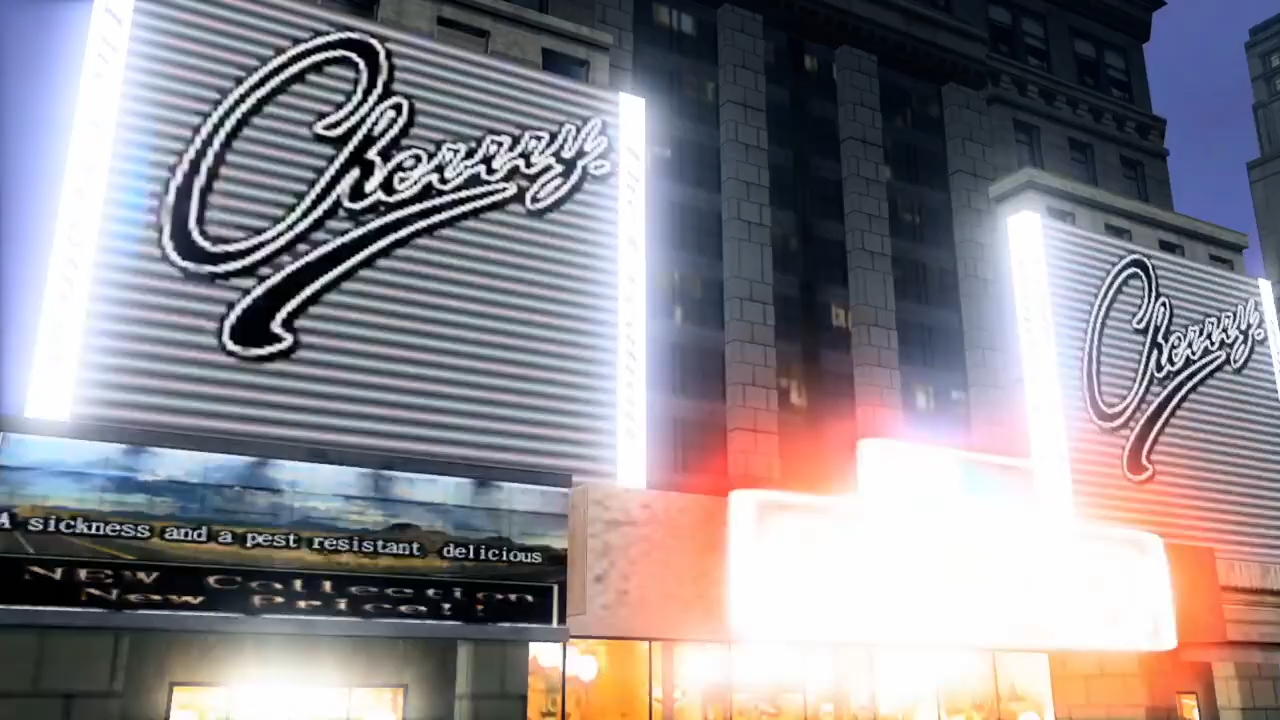 Cherry.
Cherry.
A sickness and a pest resistant delicious
NEW Collection
New Price!!